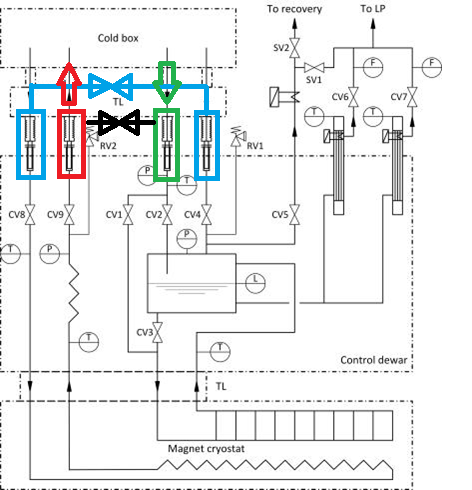 To recovery
To LP
Cold box
SV2
SV1
F
F
TL
CV6
CV7
T
T
RV2
RV1
P
T
CV8
CV9
CV1
CV2
CV4
CV5
T
P
P
L
CV3
T
T
Control dewar
TL
Magnet cryostat